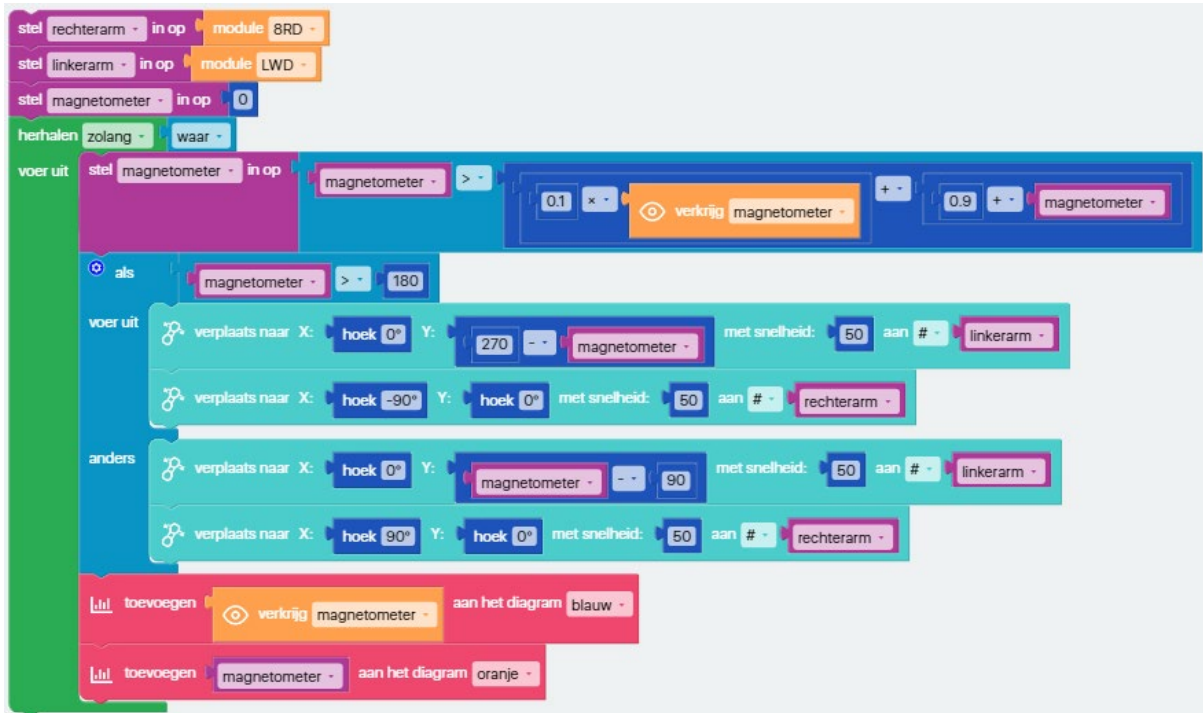 stel rechterarm in op module 8RD
stel linkerarm in op module LWD
stel magnetometer in op 0
herhalen zolang waar
voer uit stel magnetometer in op magnetometer > 0.1 × verkrijg magnetometer + 0.9 + magnetometer
als magnetometer > 180
voer uit verplaats naar X: hoek 0° Y: 270 - magnetometer met snelheid: 50 aan # linkerarm
verplaats naar X: hoek -90° Y: hoek 0° met snelheid: 50 aan # rechterarm
anders verplaats naar X: hoek 0° Y: magnetometer - 90 met snelheid: 50 aan # linkerarm
verplaats naar X: hoek 90° Y: hoek 0° met snelheid: 50 aan # rechterarm
toevoegen verkrijg magnetometer aan het diagram blauw
toevoegen magnetometer aan het diagram oranje